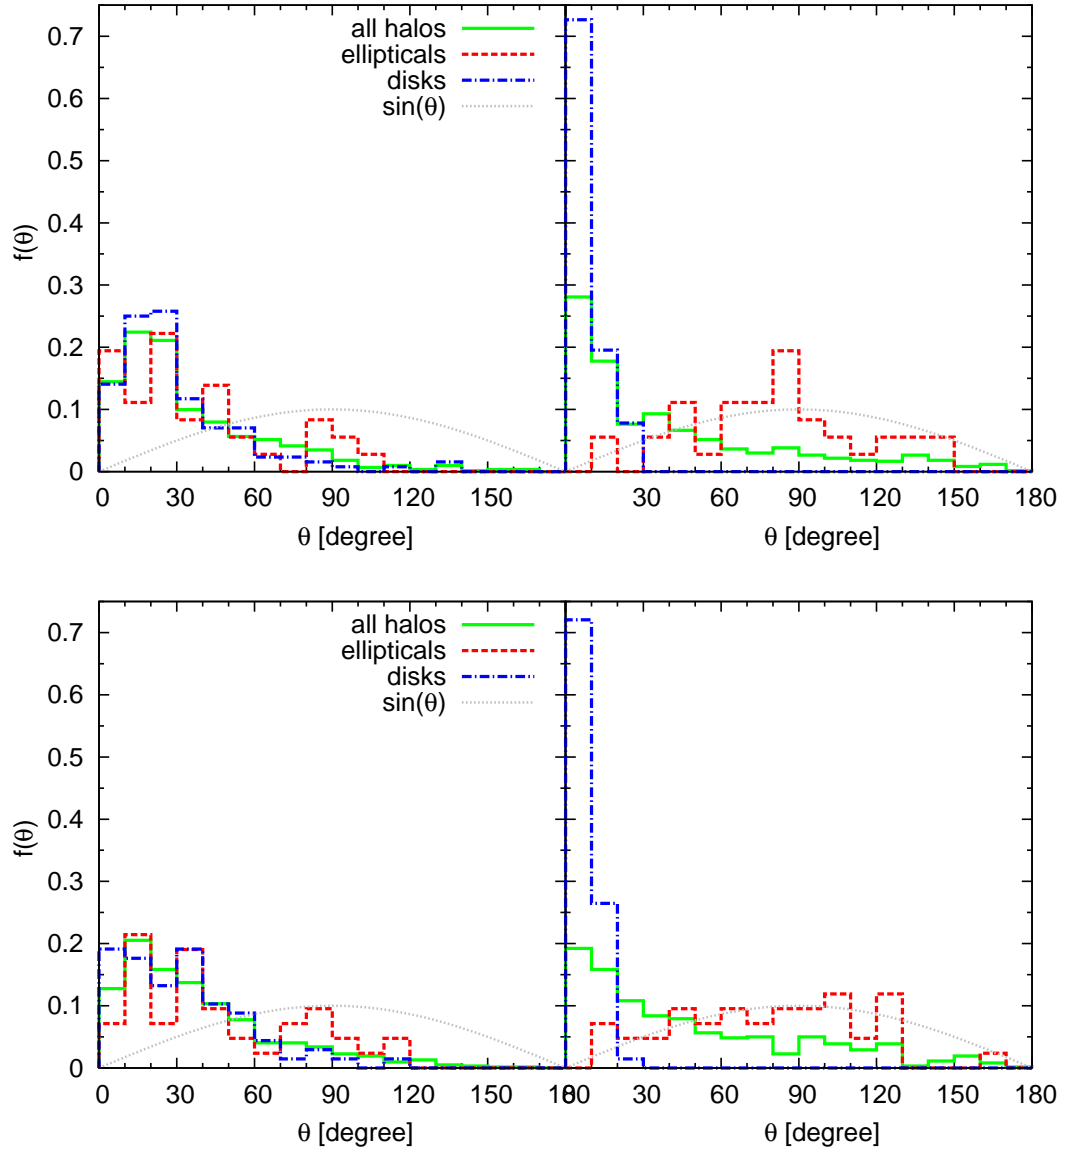 all halos
ellipticals
disks
sin(θ)
0.7
0.6
0.5
0.4
0.3
0.2
0.1
0
f(θ)
0 30 60 90 120 150 30 60 90 120 150 180
θ [degree] θ [degree]
all halos
ellipticals
disks
sin(θ)
0.7
0.6
0.5
0.4
0.3
0.2
0.1
0
f(θ)
0 30 60 90 120 150 180 30 60 90 120 150 180
θ [degree] θ [degree]